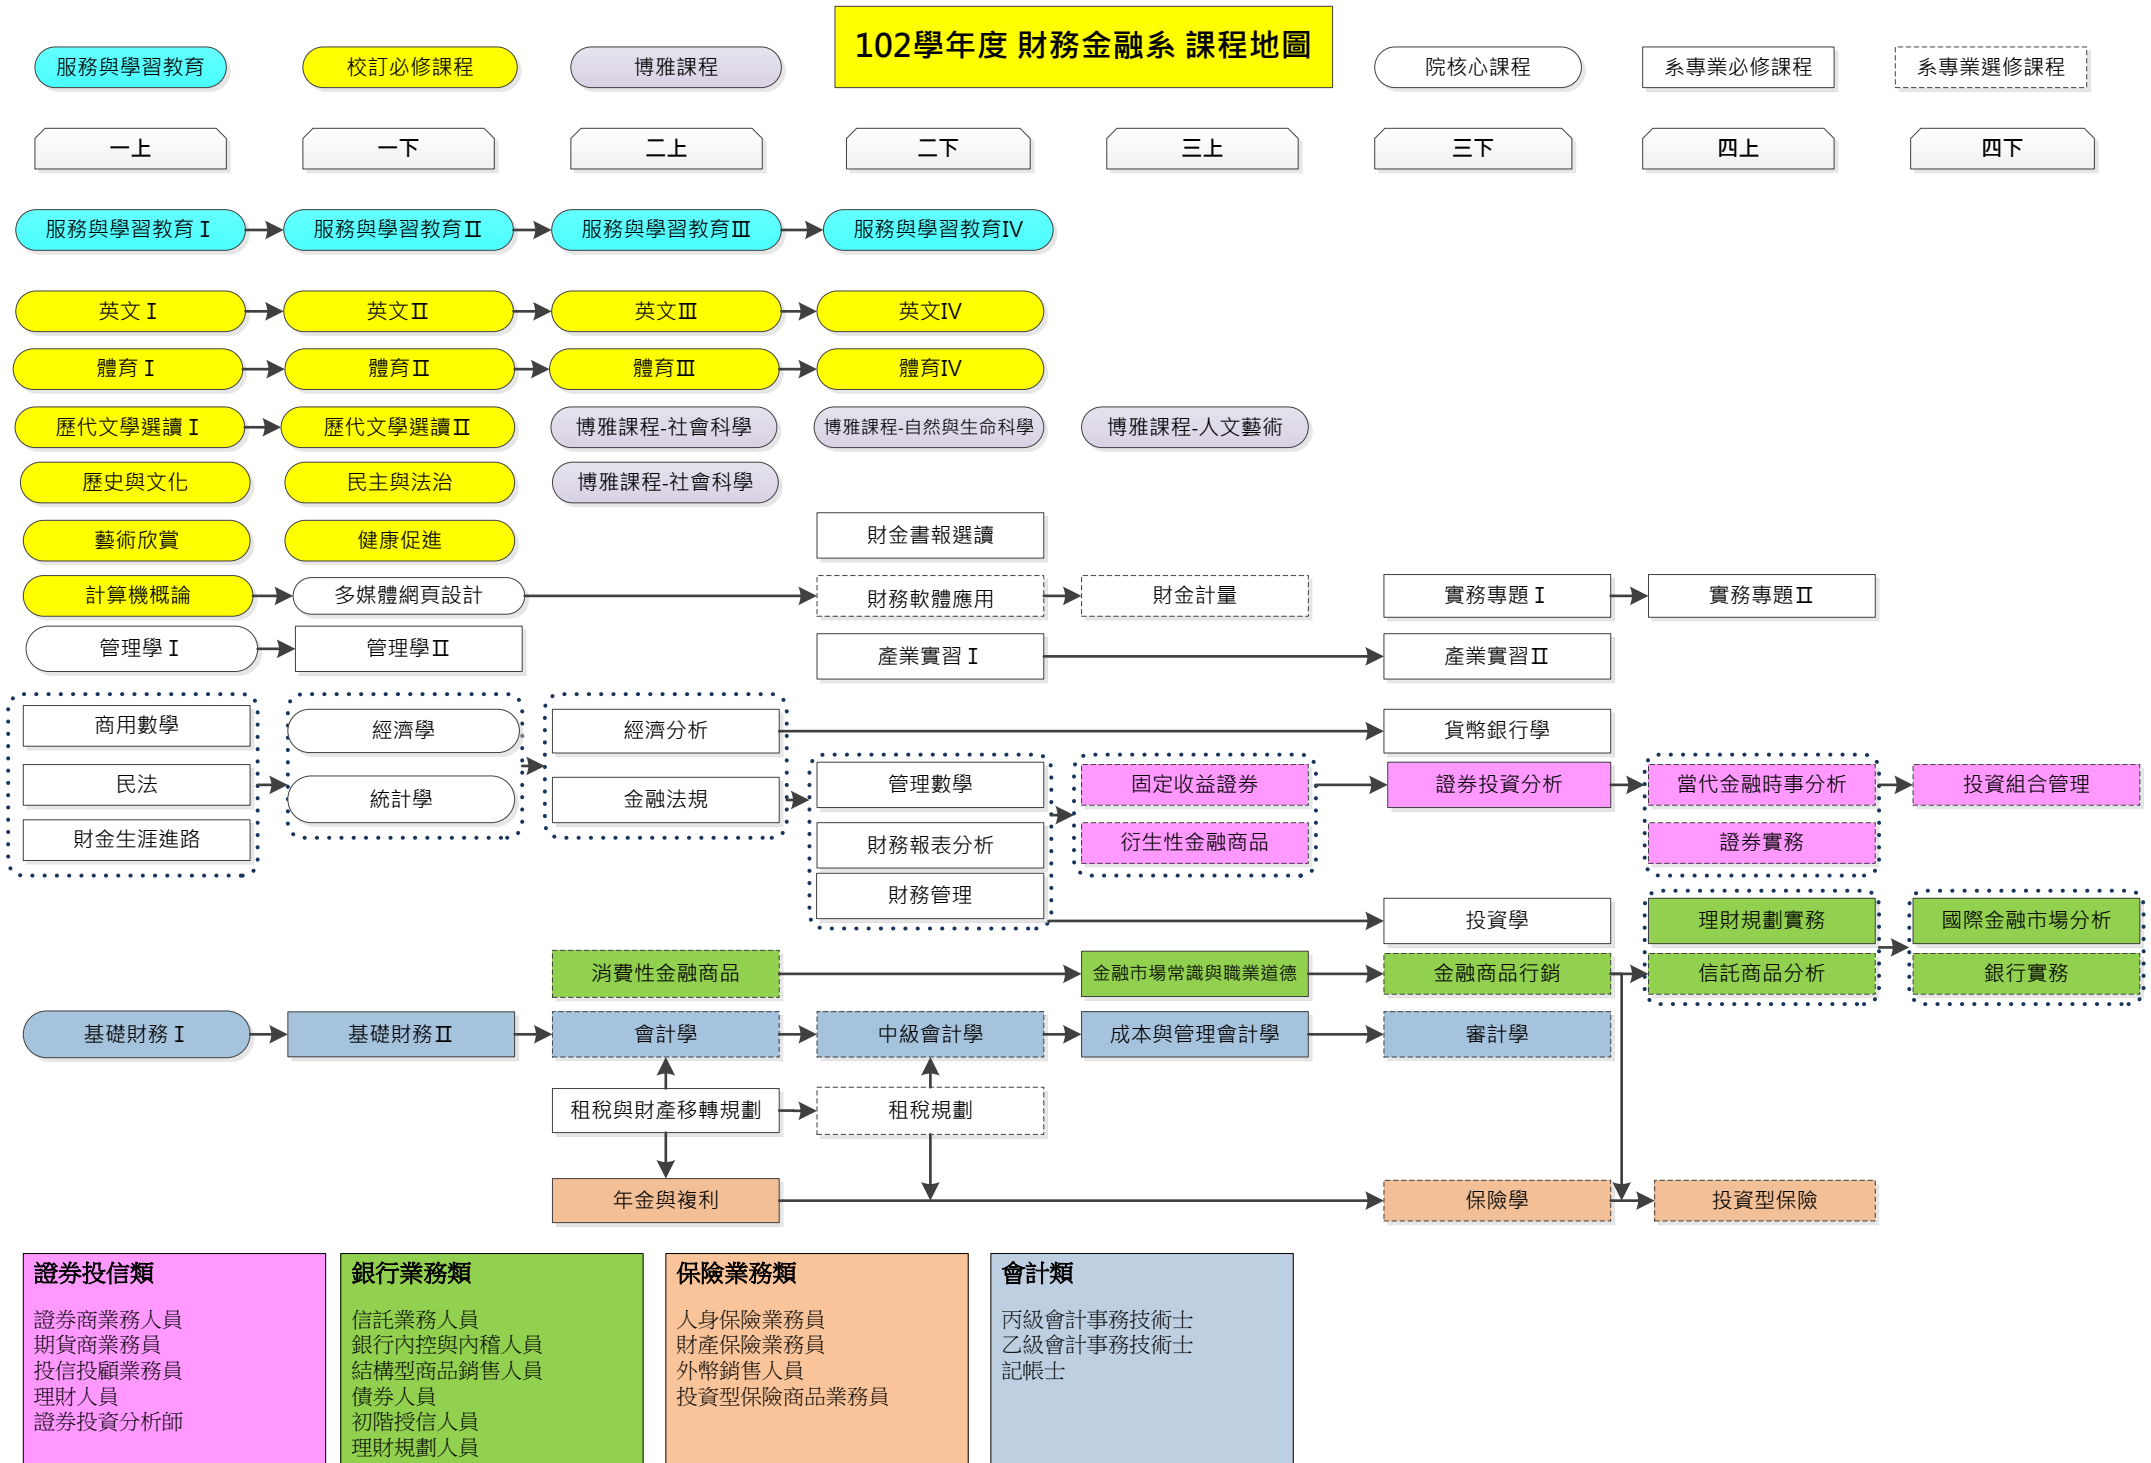 102學年度 財務金融系 課程地圖
服務與學習教育
校訂必修課程
博雅課程
院核心課程
系專業必修課程
系專業選修課程
一上
一下
二上
二下
三上
三下
四上
四下
服務與學習教育Ⅰ
服務與學習教育Ⅱ
服務與學習教育Ⅲ
服務與學習教育Ⅳ
英文Ⅰ
英文Ⅱ
英文Ⅲ
英文Ⅳ
體育Ⅰ
體育Ⅱ
體育Ⅲ
體育Ⅳ
歷代文學選讀Ⅰ
歷代文學選讀Ⅱ
博雅課程-社會科學
博雅課程-自然與生命科學
博雅課程-人文藝術
歷史與文化
民主與法治
博雅課程-社會科學
藝術欣賞
健康促進
財金書報選讀
計算機概論
多媒體網頁設計
財務軟體應用
財金計量
實務專題Ⅰ
實務專題Ⅱ
管理學Ⅰ
管理學Ⅱ
產業實習Ⅰ
產業實習Ⅱ
商用數學
經濟學
經濟分析
貨幣銀行學
民法
統計學
金融法規
管理數學
固定收益證券
證券投資分析
當代金融時事分析
投資組合管理
財金生涯進路
財務報表分析
衍生性金融商品
證券實務
財務管理
投資學
理財規劃實務
國際金融市場分析
消費性金融商品
金融市場常識與職業道德
金融商品行銷
信託商品分析
銀行實務
基礎財務Ⅰ
基礎財務Ⅱ
會計學
中級會計學
成本與管理會計學
審計學
租稅與財產移轉規劃
租稅規劃
年金與複利
保險學
投資型保險
證券投信類
證券商業務人員
期貨商業務員
投信投顧業務員
理財人員
證券投資分析師
銀行業務類
信託業務人員
銀行內控與內稽人員
結構型商品銷售人員
債券人員
初階授信人員
理財規劃人員
保險業務類
人身保險業務員
財產保險業務員
外幣銷售人員
投資型保險商品業務員
會計類
丙級會計事務技術士
乙級會計事務技術士
記帳士